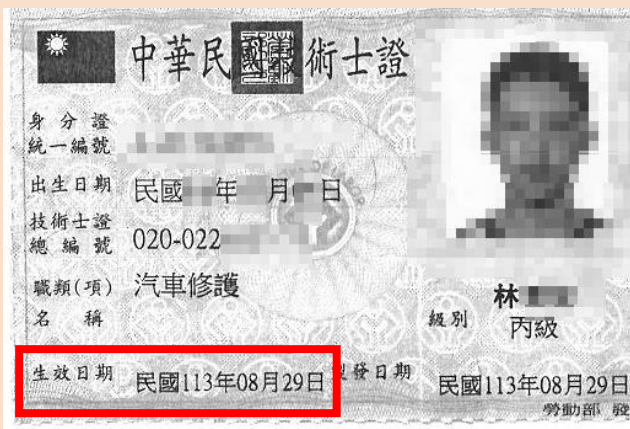 中華民國技術士證
身分證
統一編號
出生日期 民國 年 月 日
技術士證
總編號 020-022
職類(項)
名稱 汽車修護
林
級別 丙級
生效日期 民國113年08月29日
發日期 民國113年08月29日
勞動部 發